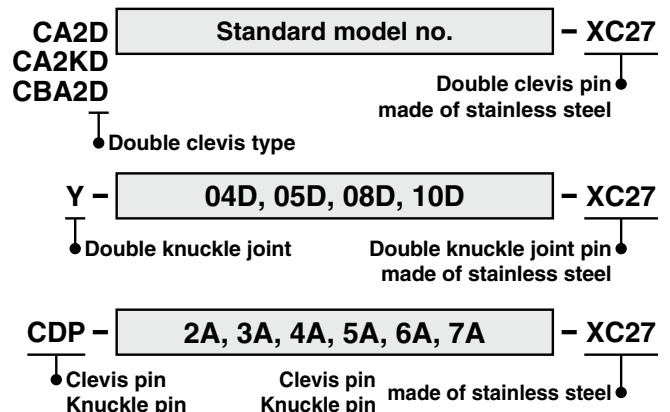 CA2D Standard model no. – XC27
CA2KD
CBA2D
Double clevis pin
made of stainless steel
Double clevis type
Y – 04D, 05D, 08D, 10D – XC27
Double knuckle joint Double knuckle joint pin
made of stainless steel
CDP – 2A, 3A, 4A, 5A, 6A, 7A – XC27
Clevis pin Clevis pin made of stainless steel
Knuckle pin Knuckle pin